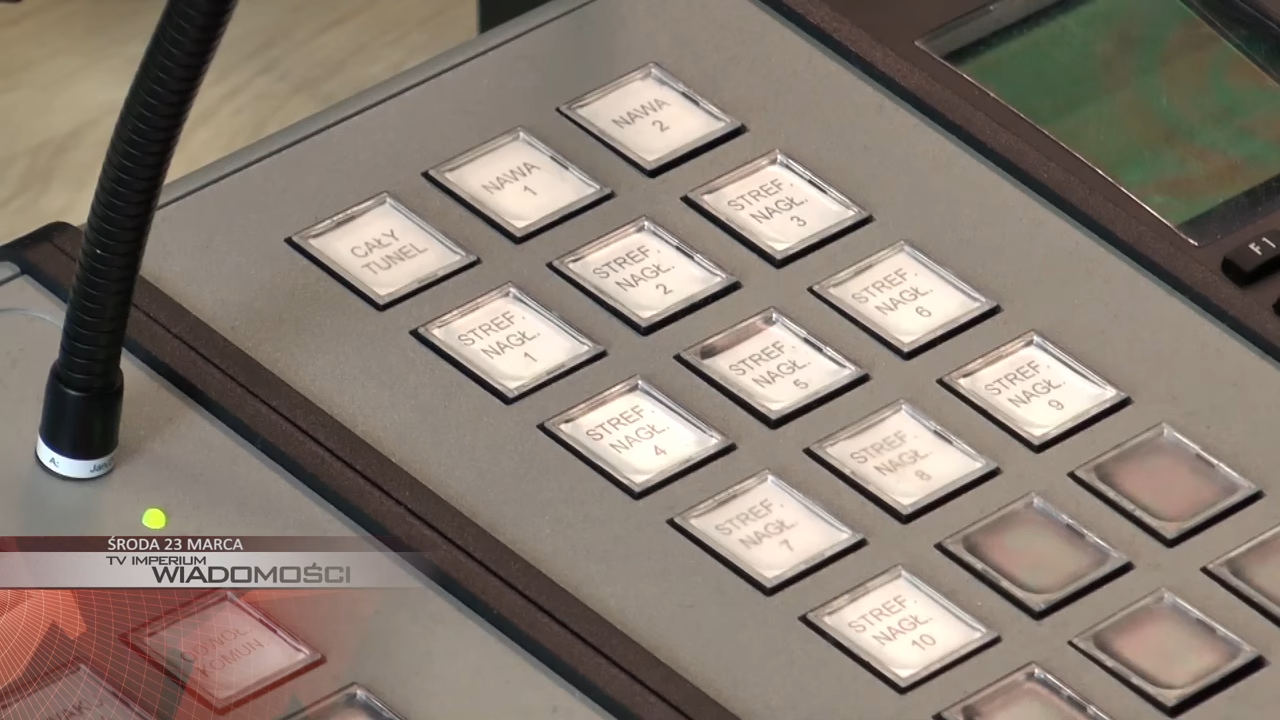 NAWA
2
NAWA
1
STREF.
NAGŁ.
3
CAŁY
TUNEL
STREF.
NAGŁ.
2
STREF.
NAGŁ.
6
STREF.
NAGŁ.
1
STREF.
NAGŁ.
5
STREF.
NAGŁ.
9
STREF.
NAGŁ.
4
STREF.
NAGŁ.
8
STREF.
NAGŁ.
7
STREF.
NAGŁ.
10
F1
A:
ŚRODA 23 MARCA
TV IMPERIUM
WIADOMOŚCI